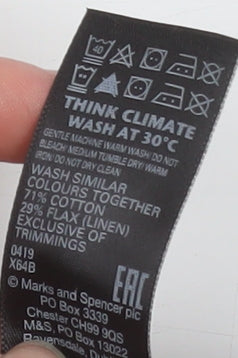 40
THINK CLIMATE
WASH AT 30°C
GENTLE MACHINE WARM WASH/ DO NOT
BLEACH/ MEDIUM TUMBLE DRY/ WARM
IRON/ DO NOT DRY CLEAN
WASH SIMILAR
COLOURS TOGETHER
71% COTTON
29% FLAX (LINEN)
EXCLUSIVE OF
TRIMMINGS
0419
X64B
EAC
© Marks and Spencer plc
PO Box 3339
Chester CH99 9QS
M&S, PO Box 13022
Ravensdale,